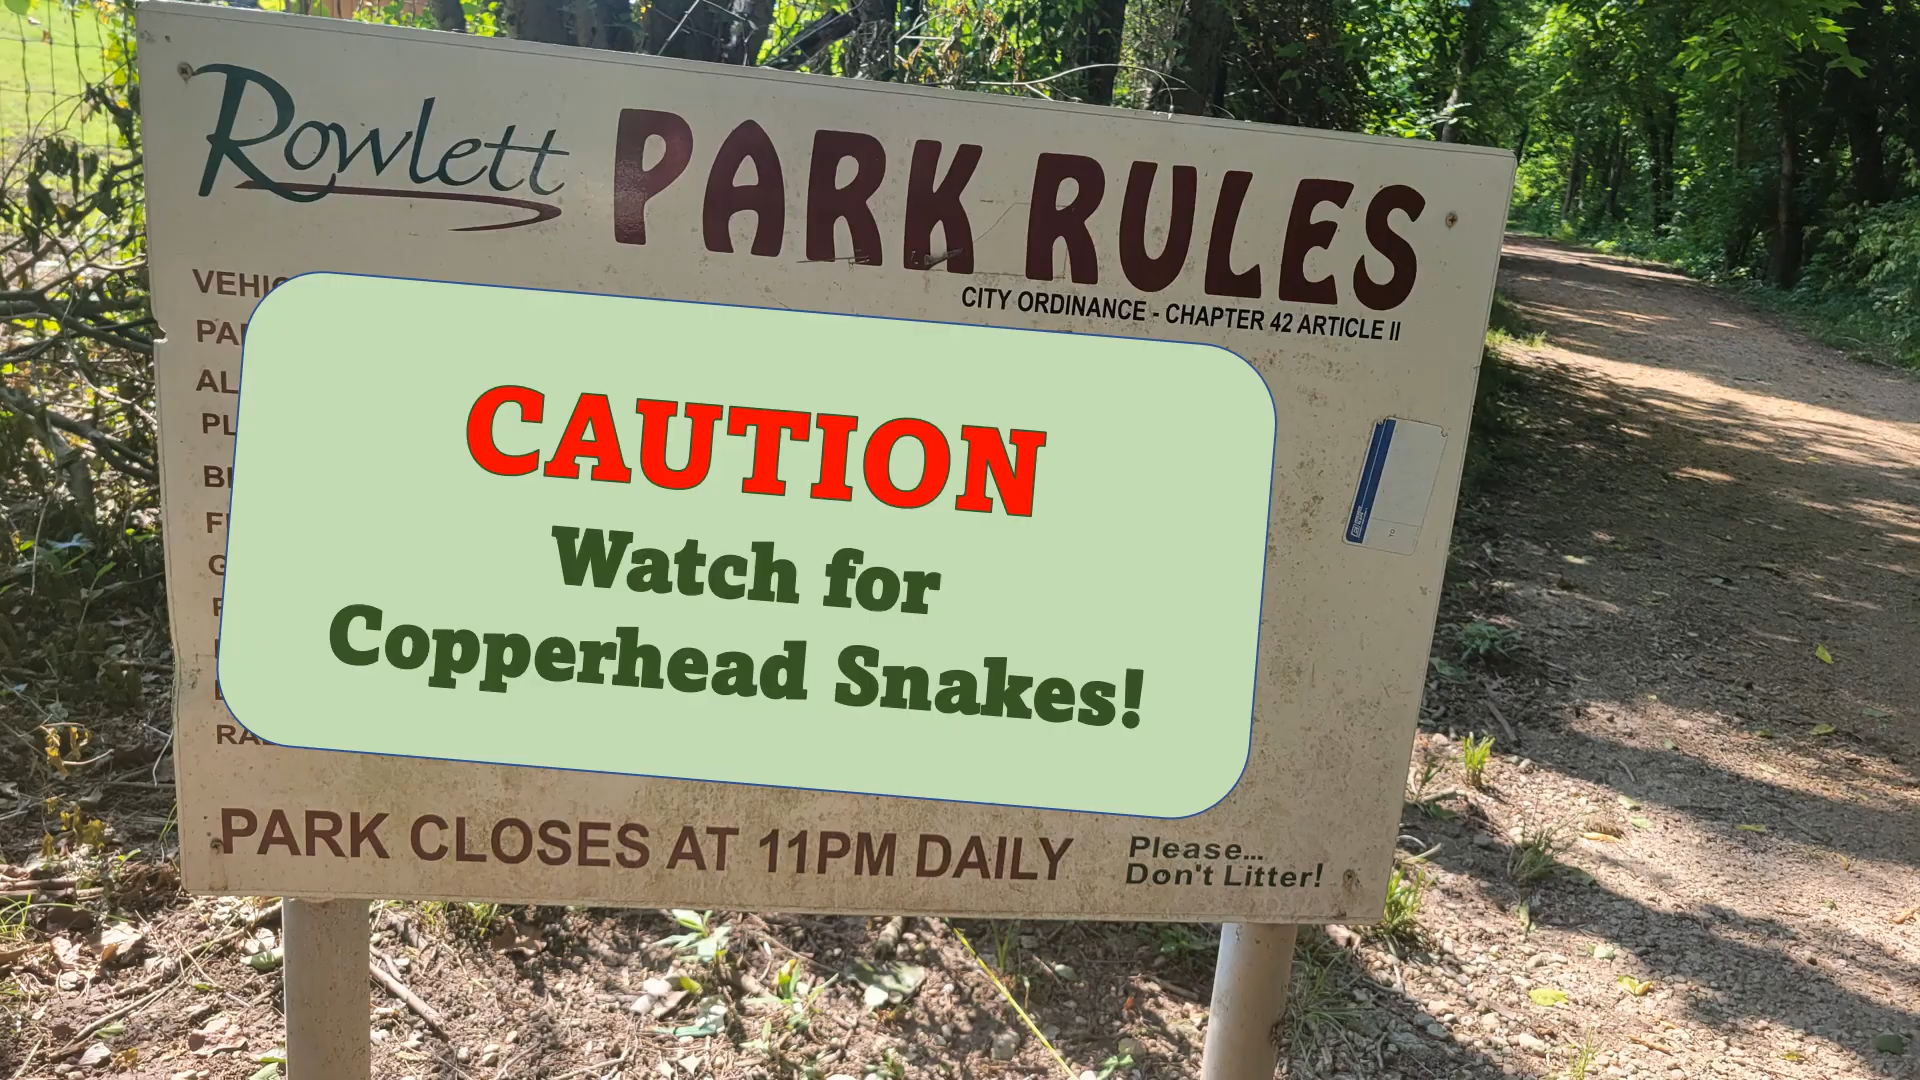 Rowlett
PARK RULES
CITY ORDINANCE - CHAPTER 42 ARTICLE II
CAUTION
Watch for
Copperhead Snakes!
PARK CLOSES AT 11PM DAILY
Please...
Don't Litter!